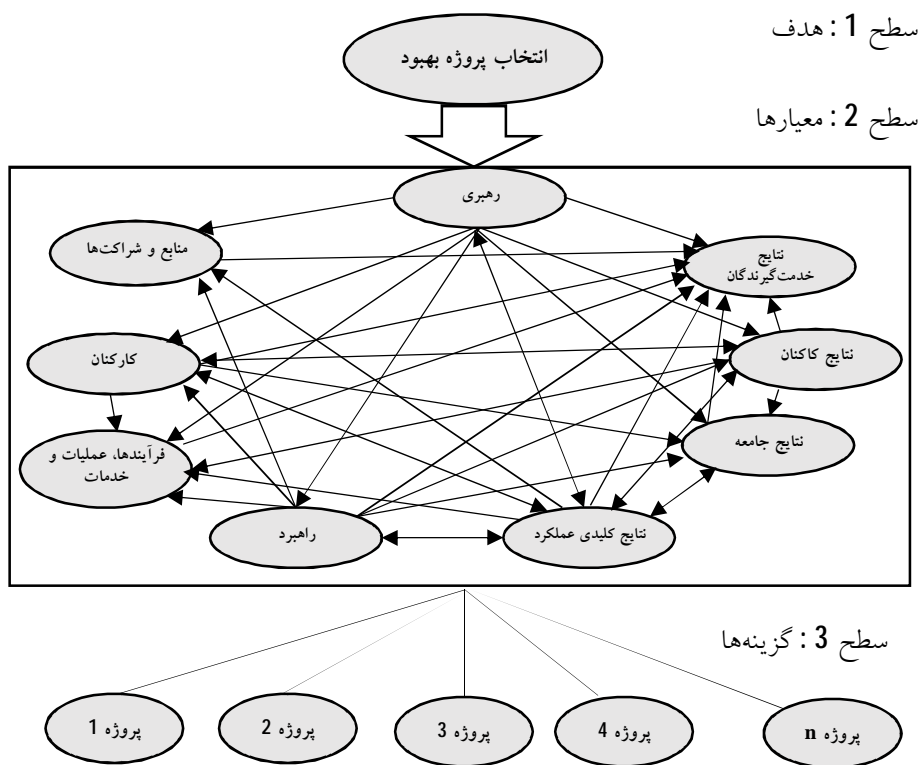 سطح 1 : هدف
انتخاب پروژه بهبود
سطح 2 : معیارها
رهبری
منابع و شراکت‌ها
نتایج
خدمت‌گیرندگان
کارکنان
نتایج کاکنان
فرآیندها، عملیات و
خدمات
نتایج جامعه
راهبرد
نتایج کلیدی عملکرد
سطح 3 : گزینه‌ها
پروژه 1
پروژه 2
پروژه 3
پروژه 4
پروژه n